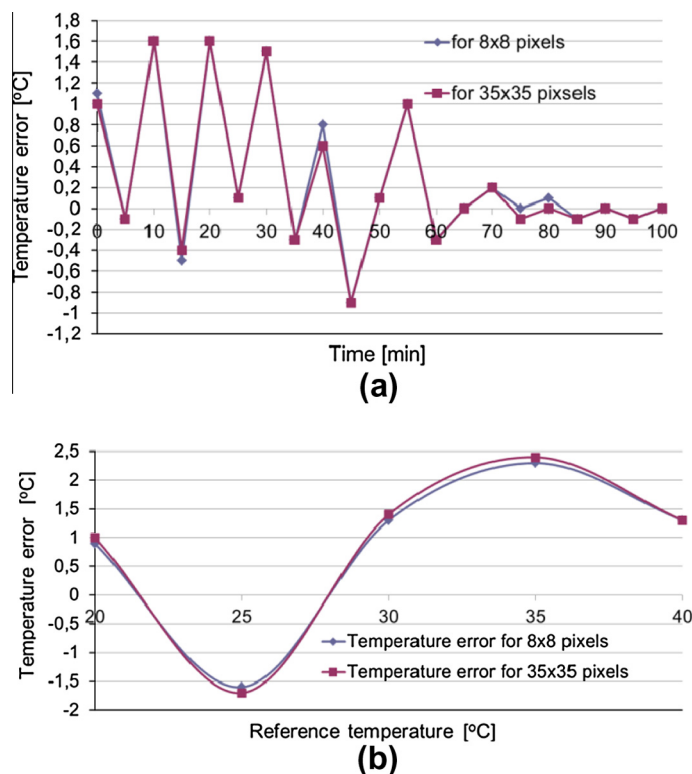 1,8
1,6
1,4
1,2
1
0,8
0,6
0,4
0,2
0
-0,2
-0,4
-0,6
-0,8
-1
-1,2
Temperature error [ºC]
for 8x8 pixels
for 35x35 pixsels
0 10 20 30 40 50 60 70 80 90 100
Time [min]
(a)
2,5
2
1,5
1
0,5
0
-0,5
-1
-1,5
-2
Temperature error [ºC]
20 25 30 35 40
Temperature error for 8x8 pixels
Temperature error for 35x35 pixels
Reference temperature [ºC]
(b)